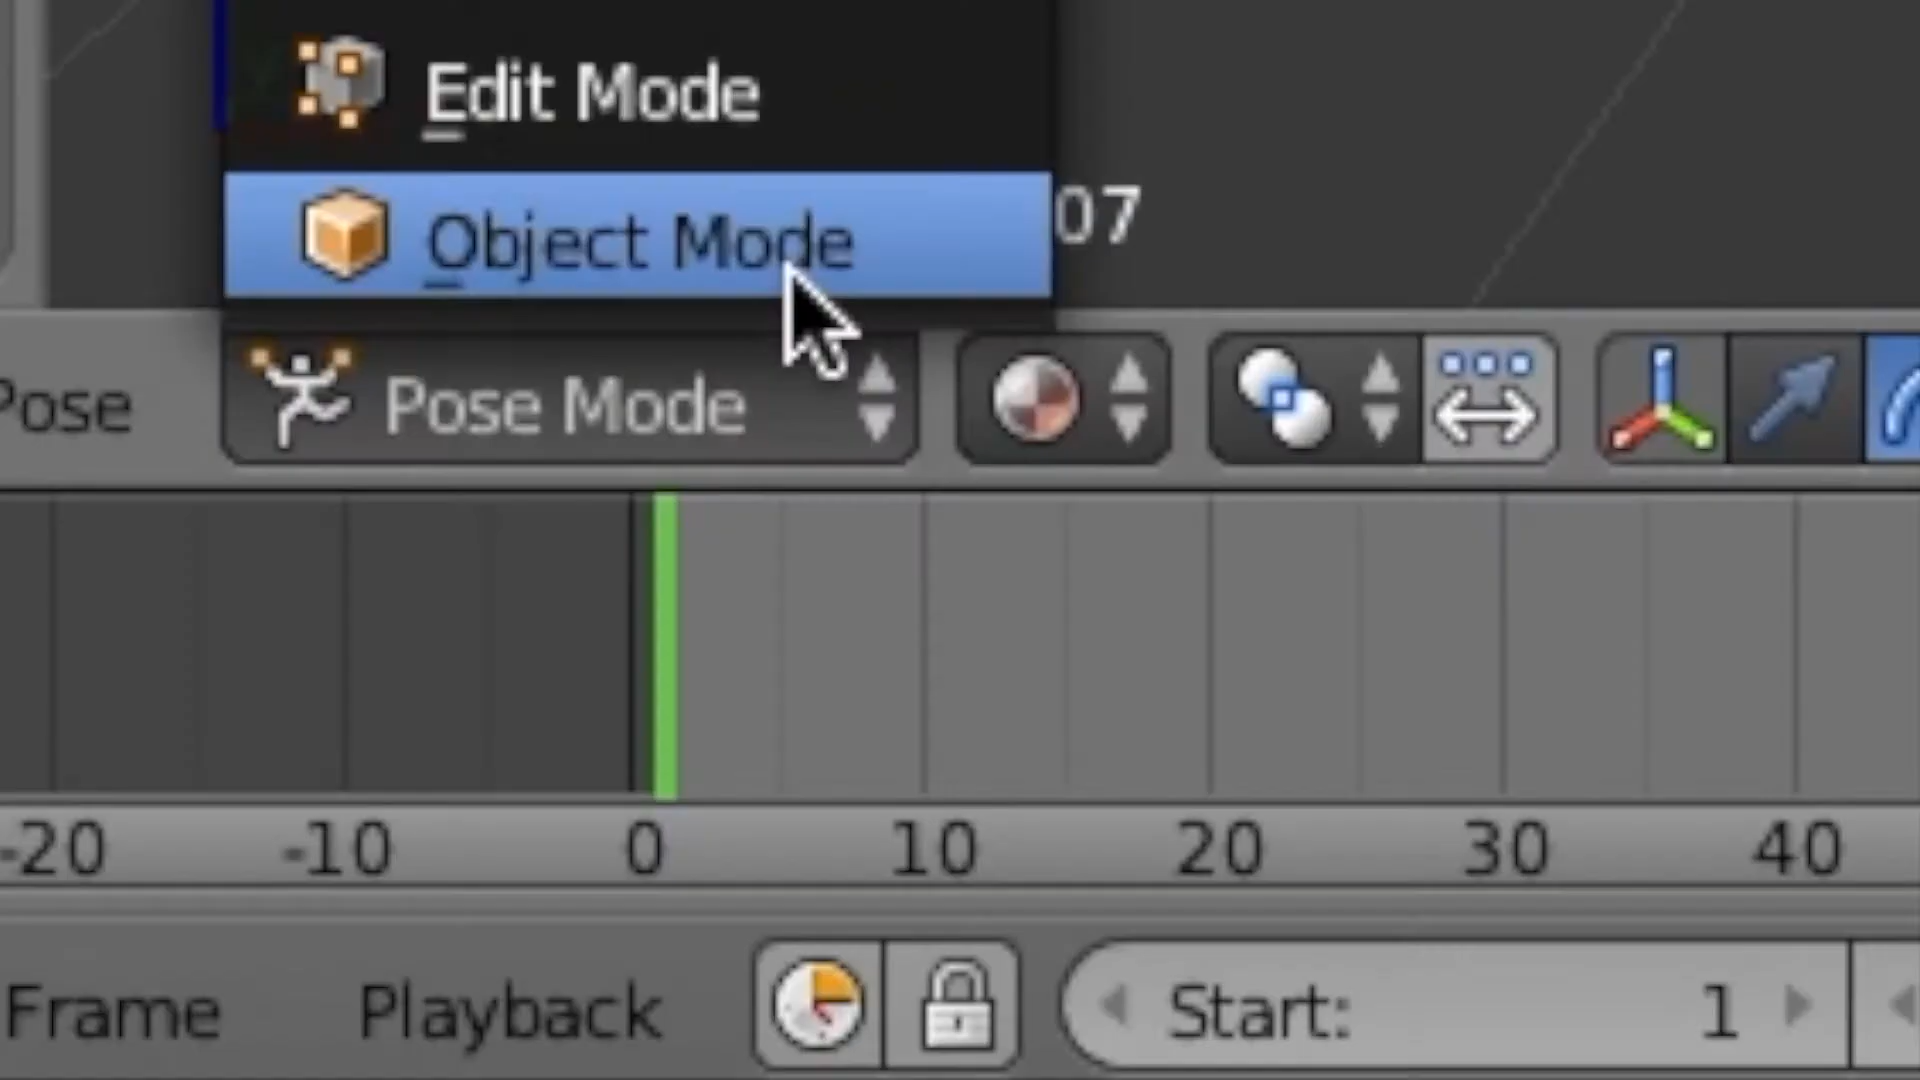 Edit Mode
Object Mode
07
Pose
Pose Mode
-20 -10 0 10 20 30 40
Frame Playback Start: 1